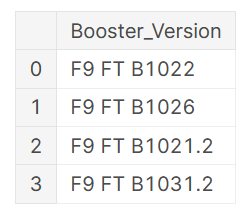 Booster_Version
0 F9 FT B1022
1 F9 FT B1026
2 F9 FT B1021.2
3 F9 FT B1031.2